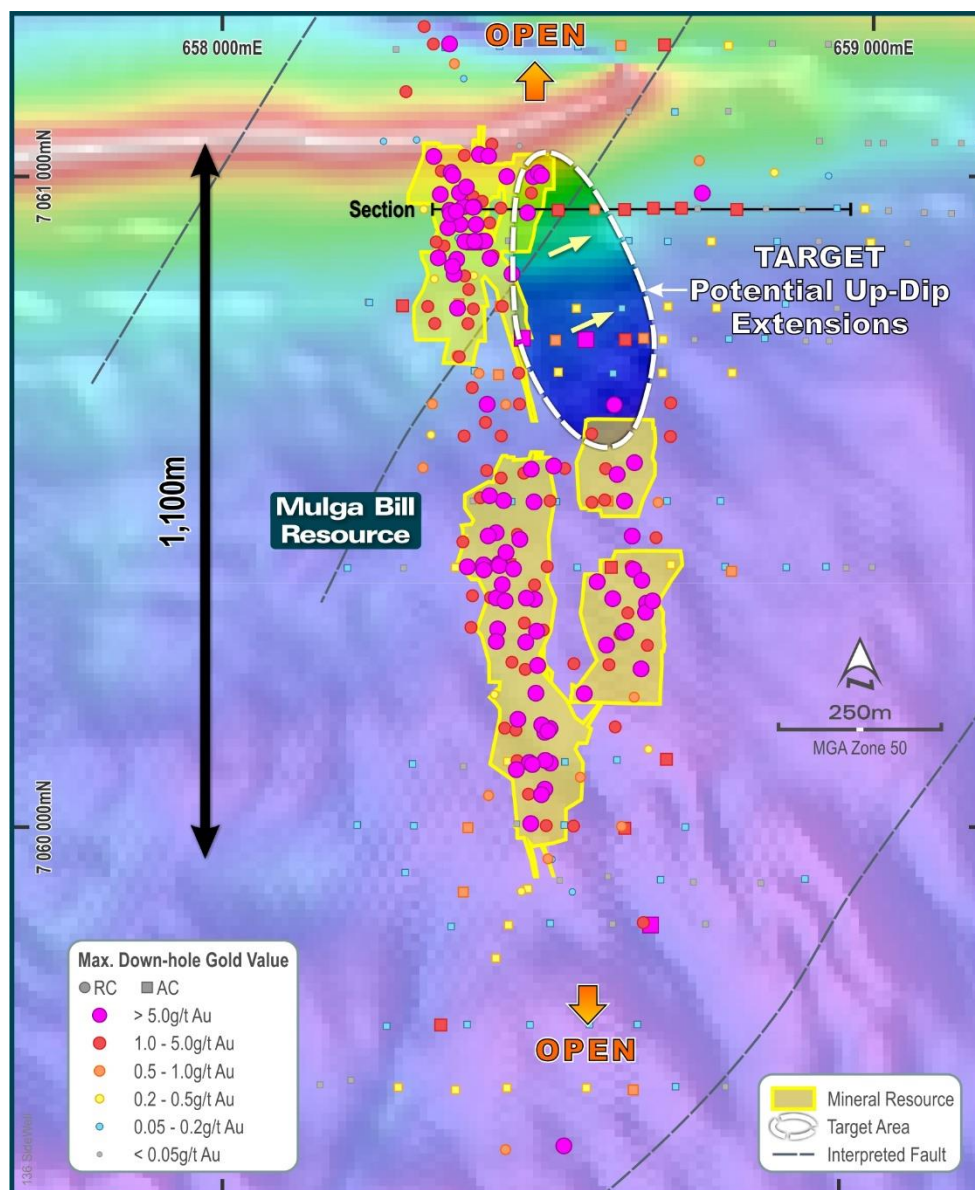 658 000mE
OPEN
659 000mE
7 061 000mN
Section
TARGET
Potential Up-Dip
Extensions
1,100m
Mulga Bill
Resource
250m
MGA Zone 50
7 060 000mN
OPEN
Max. Down-hole Gold Value
RC AC
> 5.0g/t Au
1.0 - 5.0g/t Au
0.5 - 1.0g/t Au
0.2 - 0.5g/t Au
0.05 - 0.2g/t Au
< 0.05g/t Au
Mineral Resource
Target Area
Interpreted Fault